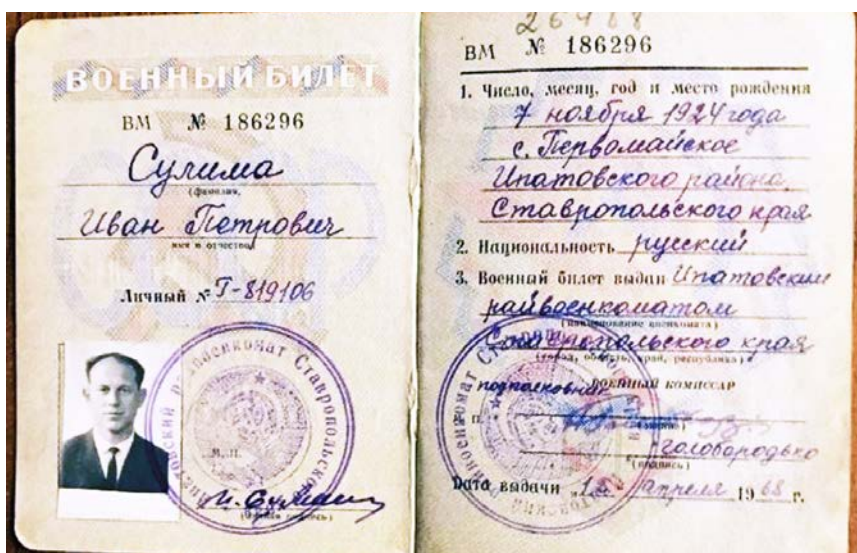 ВОЕННЫЙ БИЛЕТ
ВМ № 186296
Сулима
(фамилия,
Иван Петрович
имя и отчество)
Личный № Т-819106
М. П.
(личная подпись)
26468
ВМ № 186296
1. Число, месяц, год и место рождения
7 ноября 1924 года
с. Первомайское
Ипатовского района,
Ставропольского края
2. Национальность русский
3. Военный билет выдан Ипатовским
райвоенкоматом
(наименование военкомата)
Ставропольского края
(город, область, край, республика)
подполковник ВОЕННЫЙ КОМИССАР
Голобородько
(подпись)
Дата выдачи апреля 1968 г.